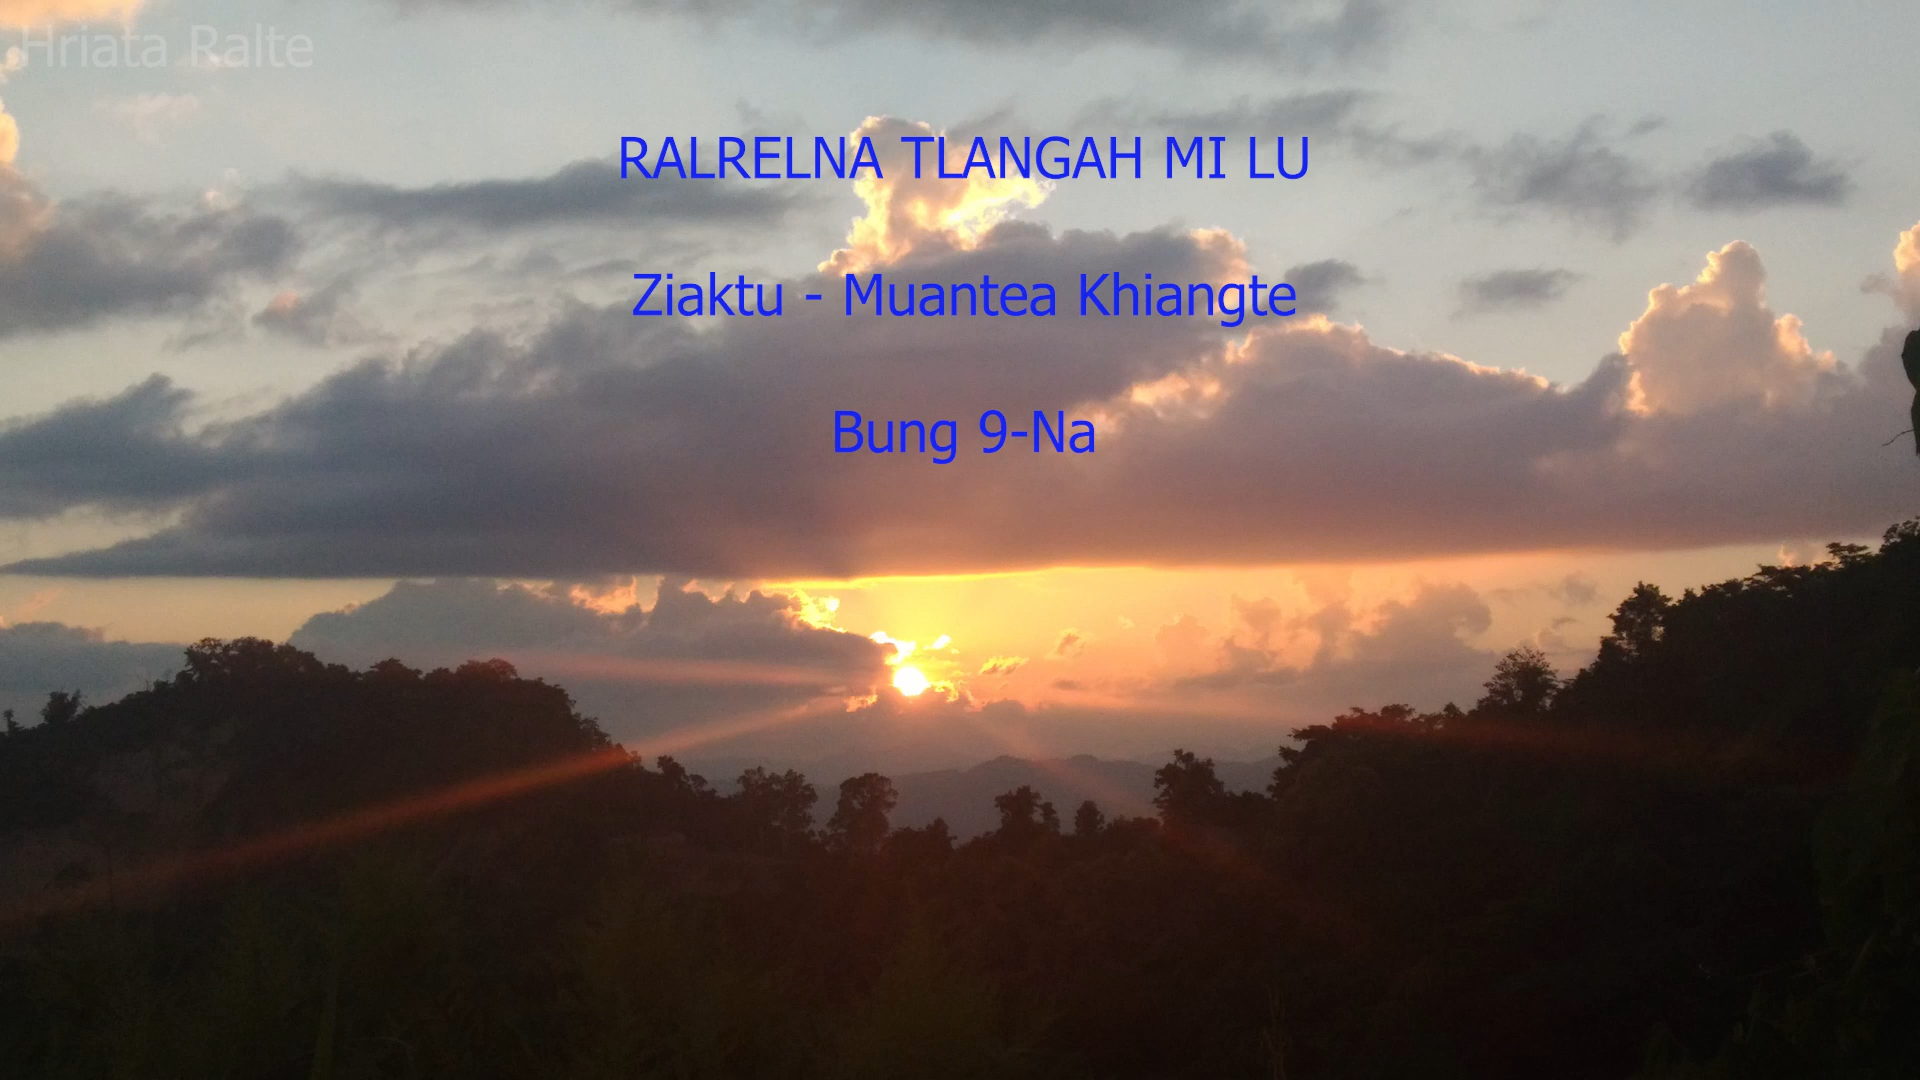 Hriata Ralte
RALRELNA TLANGAH MI LU
Ziaktu - Muantea Khiangte
Bung 9-Na